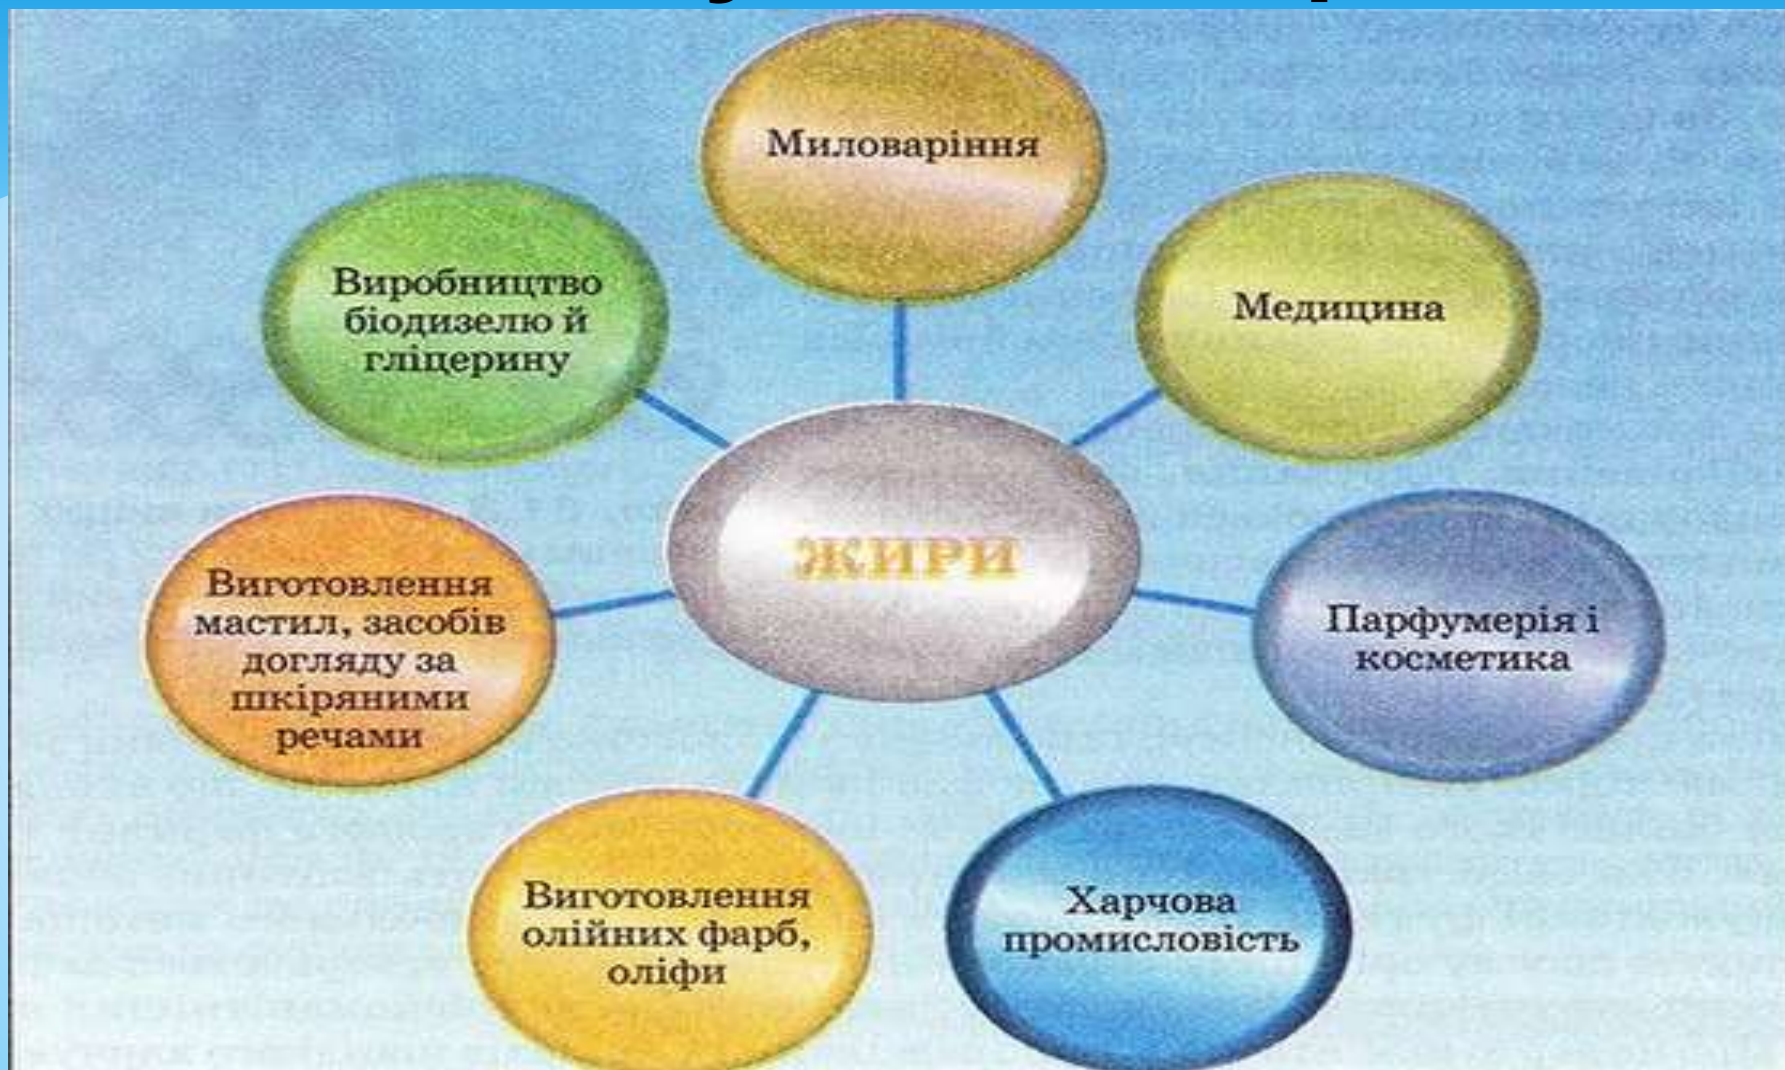 Миловаріння
Медицина
Парфумерія і
косметика
Харчова
промисловість
Виготовлення
олійних фарб,
оліфи
Виготовлення
мастил, засобів
догляду за
шкіряними
речами
Виробництво
біодизелю й
гліцерину
ЖИРИ